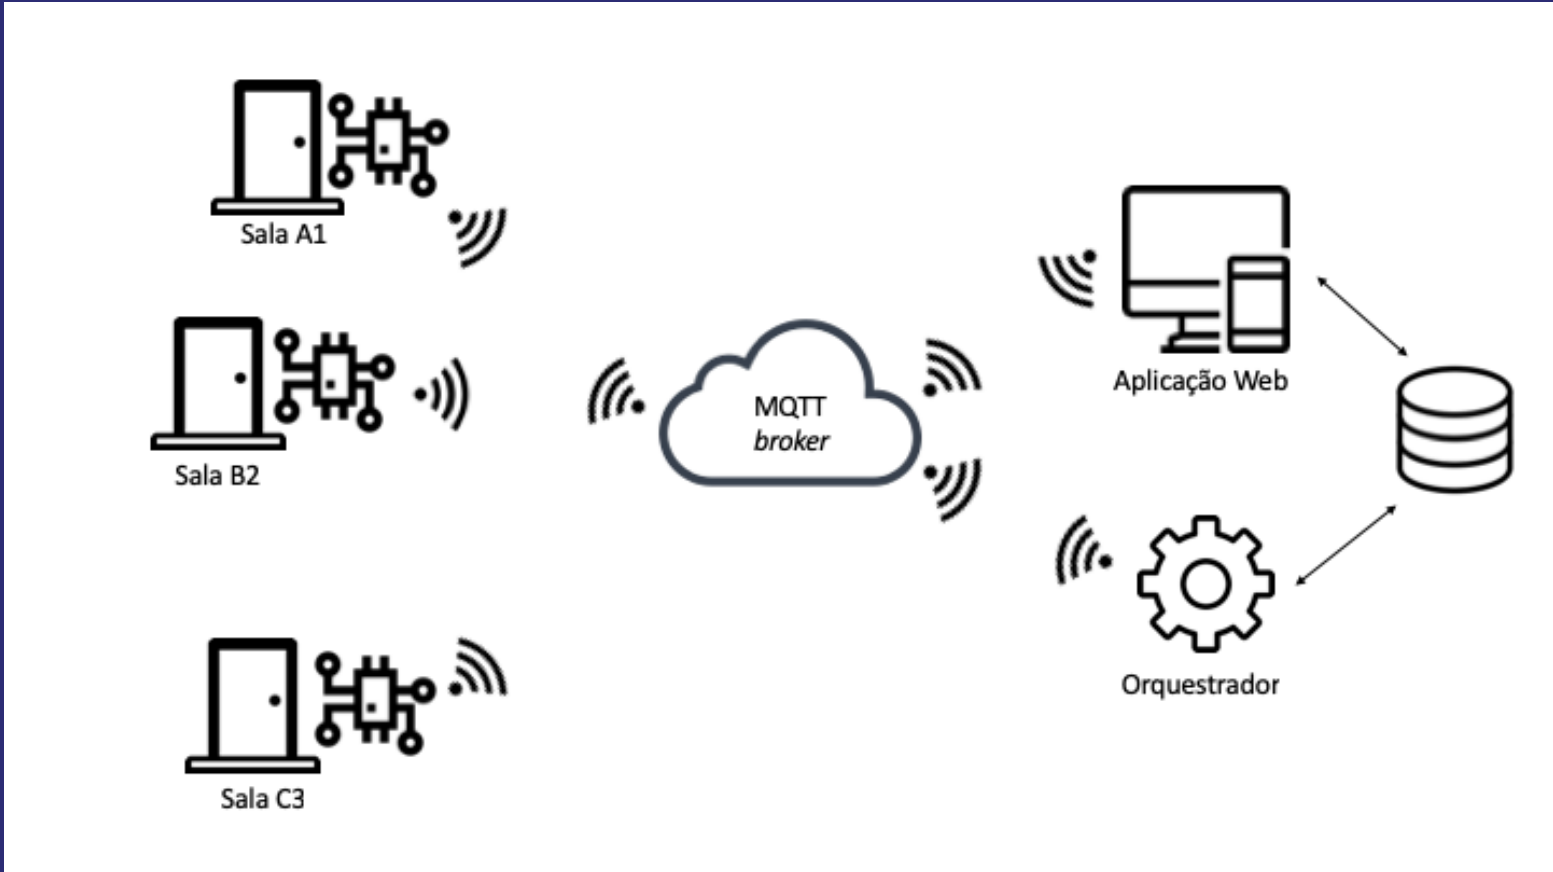 Sala A1
Sala B2
Sala C3
MQTT
broker
Aplicação Web
Orquestrador